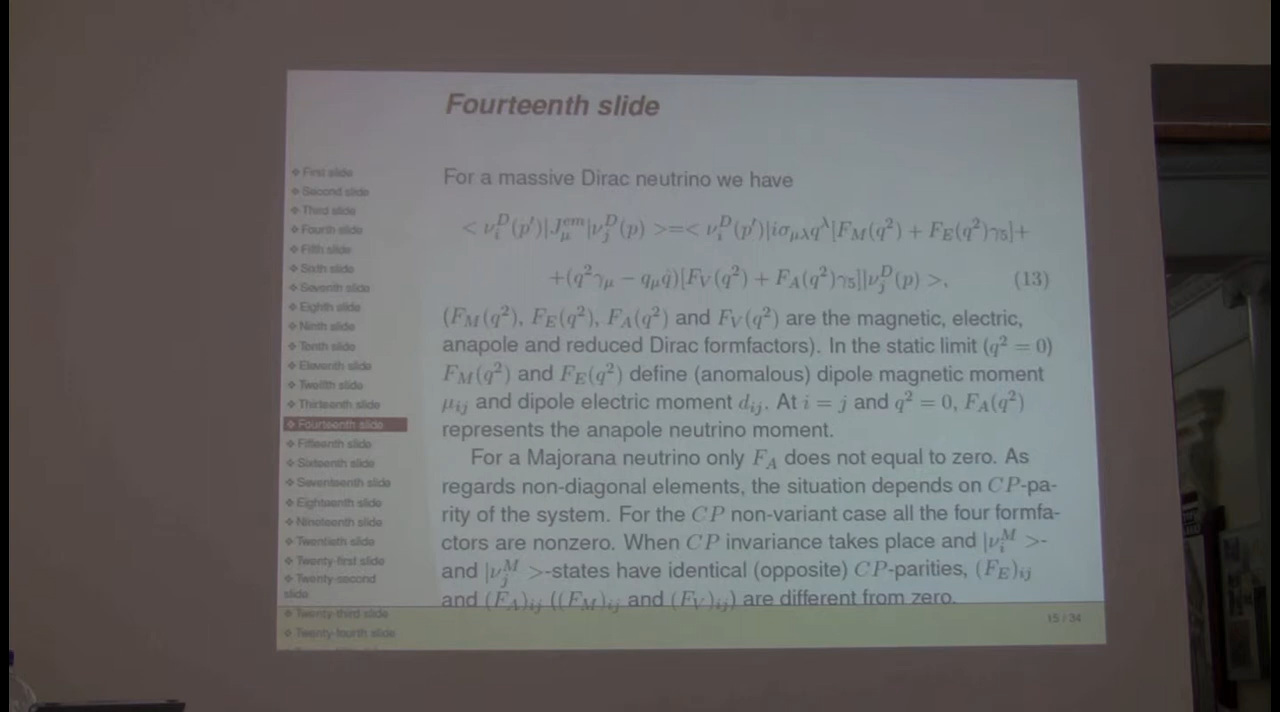 Fourteenth slide
❖ First slide
❖ Second slide
❖ Third slide
❖ Fourth slide
❖ Fifth slide
❖ Sixth slide
❖ Seventh slide
❖ Eighth slide
❖ Ninth slide
❖ Tenth slide
❖ Eleventh slide
❖ Twelfth slide
❖ Thirteenth slide
❖ Fourteenth slide
❖ Fifteenth slide
❖ Sixteenth slide
❖ Seventeenth slide
❖ Eighteenth slide
❖ Nineteenth slide
❖ Twentieth slide
❖ Twenty-first slide
❖ Twenty-second
slide
❖ Twenty-third slide
❖ Twenty-fourth slide
For a massive Dirac neutrino we have
< ν_i^D(p′)|J_μ^{em}|ν_j^D(p) >=< ν_i^D(p′)|iσ_{μλ}q^λ[F_M(q²) + F_E(q²)γ₅]+
+(q²γ_μ − q_μq̂)[F_V(q²) + F_A(q²)γ₅]|ν_j^D(p) >, (13)
(F_M(q²), F_E(q²), F_A(q²) and F_V(q²) are the magnetic, electric,
anapole and reduced Dirac formfactors). In the static limit (q² = 0)
F_M(q²) and F_E(q²) define (anomalous) dipole magnetic moment
μ_{ij} and dipole electric moment d_{ij}. At i = j and q² = 0, F_A(q²)
represents the anapole neutrino moment.
For a Majorana neutrino only F_A does not equal to zero. As
regards non-diagonal elements, the situation depends on CP-pa-
rity of the system. For the CP non-variant case all the four formfa-
ctors are nonzero. When CP invariance takes place and |ν_i^M >-
and |ν_j^M >-states have identical (opposite) CP-parities, (F_E)_{ij}
and (F_A)_{ij} ((F_M)_{ij} and (F_V)_{ij}) are different from zero.
15 / 34